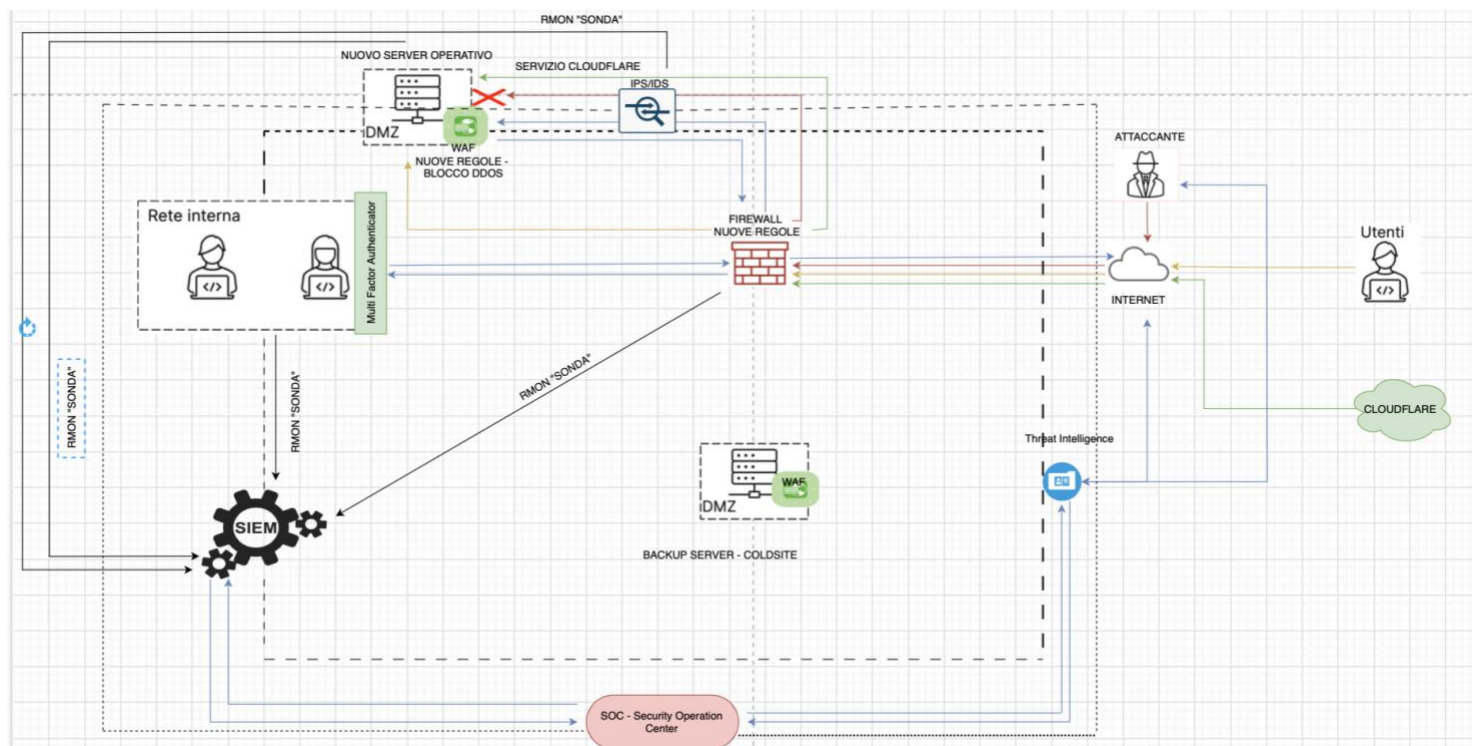 RMON "SONDA"
NUOVO SERVER OPERATIVO
SERVIZIO CLOUDFLARE
IPS/IDS
DMZ
WAF
NUOVE REGOLE -
BLOCCO DDOS
ATTACCANTE
Rete interna
Multi Factor Authenticator
FIREWALL
NUOVE REGOLE
Utenti
INTERNET
RMON "SONDA"
RMON "SONDA"
RMON "SONDA"
CLOUDFLARE
Threat Intelligence
WAF
DMZ
SIEM
BACKUP SERVER - COLDSITE
SOC - Security Operation
Center